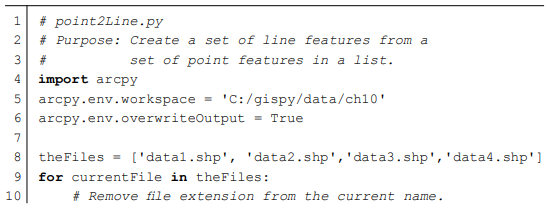 1 # point2Line.py
2 # Purpose: Create a set of line features from a
3 #          set of point features in a list.
4 import arcpy
5 arcpy.env.workspace = 'C:/gispy/data/ch10'
6 arcpy.env.overwriteOutput = True
7
8 theFiles = ['data1.shp', 'data2.shp','data3.shp','data4.shp']
9 for currentFile in theFiles:
10     # Remove file extension from the current name.